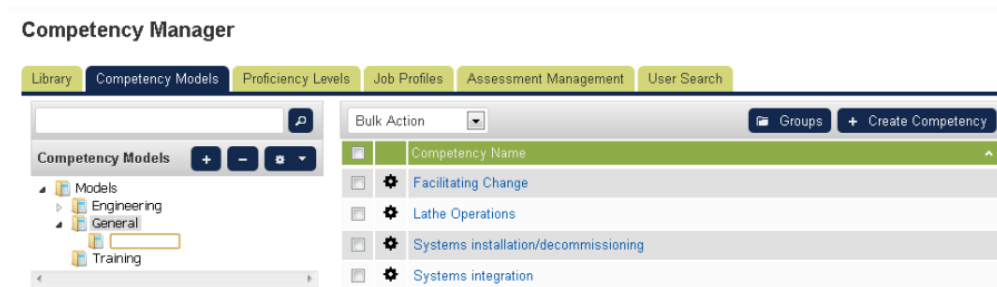 Competency Manager
Library Competency Models Proficiency Levels Job Profiles Assessment Management User Search
Bulk Action Groups + Create Competency
Competency Models
Competency Name
Models
Engineering
General
Training
Facilitating Change
Lathe Operations
Systems installation/decommissioning
Systems integration